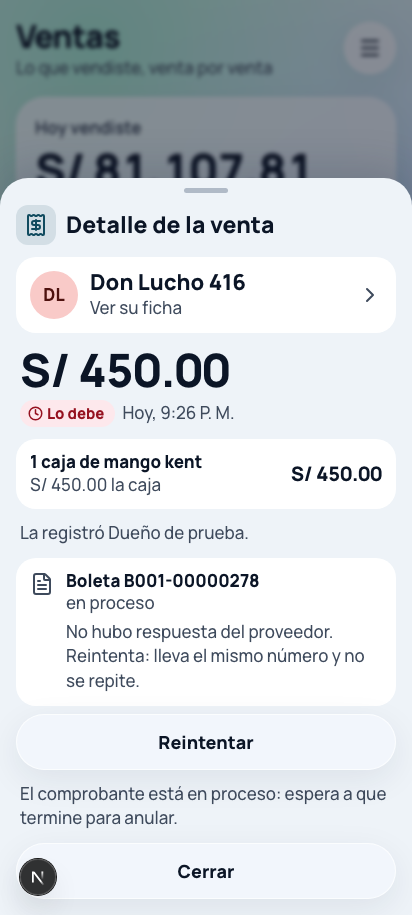 Ventas
Lo que vendiste, venta por venta
Hoy vendiste
S/ 81,107.81
Detalle de la venta
DL
Don Lucho 416
Ver su ficha
S/ 450.00
Lo debe
Hoy, 9:26 P. M.
1 caja de mango kent
S/ 450.00 la caja
S/ 450.00
La registró Dueño de prueba.
Boleta B001-00000278
en proceso
No hubo respuesta del proveedor.
Reintenta: lleva el mismo número y no
se repite.
Reintentar
El comprobante está en proceso: espera a que
termine para anular.
N
Cerrar